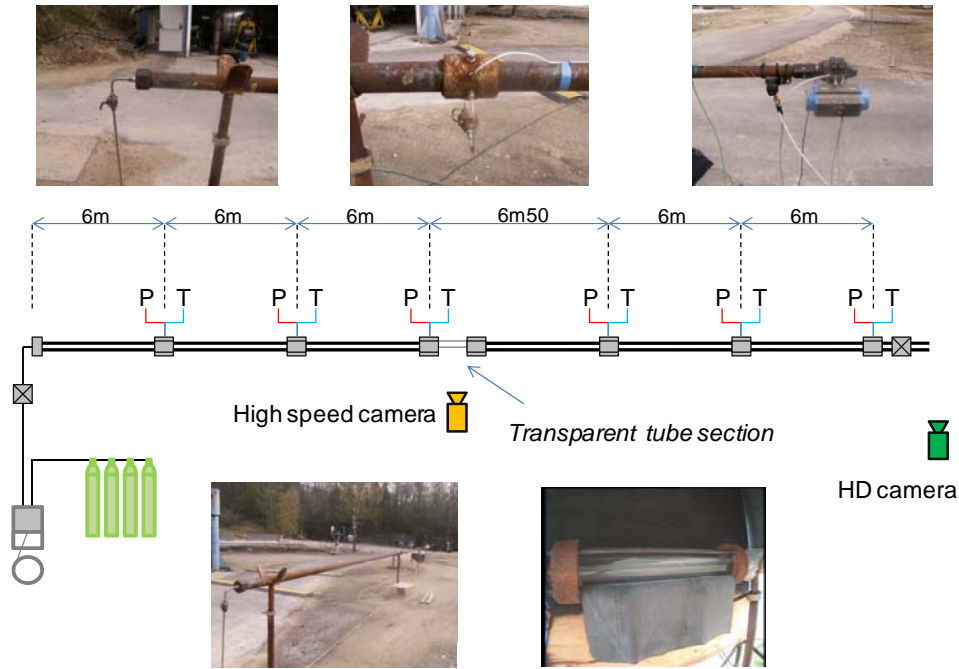 6m 6m 6m 6m50 6m 6m
P T P T P T P T P T P T
High speed camera
Transparent tube section
HD camera